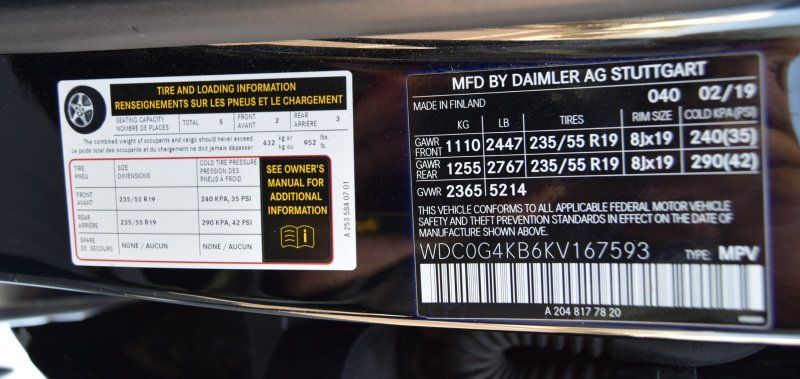 TIRE AND LOADING INFORMATION
RENSEIGNEMENTS SUR LES PNEUS ET LE CHARGEMENT
SEATING CAPACITY
NOMBRE DE PLACES
TOTAL 5
FRONT
AVANT 2
REAR
ARRIÈRE 3
The combined weight of occupants and cargo should never exceed
Le poids total des occupants et du chargement ne doit jamais dépasser
432 kg or
kg ou
952 lbs.
lb.
TIRE
PNEU
SIZE
DIMENSIONS
COLD TIRE PRESSURE
PRESSION DES
PNEUS A FROID
FRONT
AVANT
235/55 R19
240 KPA, 35 PSI
REAR
ARRIÈRE
235/55 R19
290 KPA, 42 PSI
SPARE
DE SECOURS
NONE / AUCUN
NONE / AUCUN
SEE OWNER'S
MANUAL FOR
ADDITIONAL
INFORMATION
A 253 584 07 01
MFD BY DAIMLER AG STUTTGART
MADE IN FINLAND 040 02/19
KG LB TIRES RIM SIZE COLD KPA/(PSI)
GAWR
FRONT 1110 2447 235/55 R19 8Jx19 240(35)
GAWR
REAR 1255 2767 235/55 R19 8Jx19 290(42)
GVWR 2365 5214
THIS VEHICLE CONFORMS TO ALL APPLICABLE FEDERAL MOTOR VEHICLE
SAFETY AND THEFT PREVENTION STANDARDS IN EFFECT ON THE DATE
OF MANUFACTURE SHOWN ABOVE.
WDC0G4KB6KV167593 TYPE: MPV
A 204 817 78 20